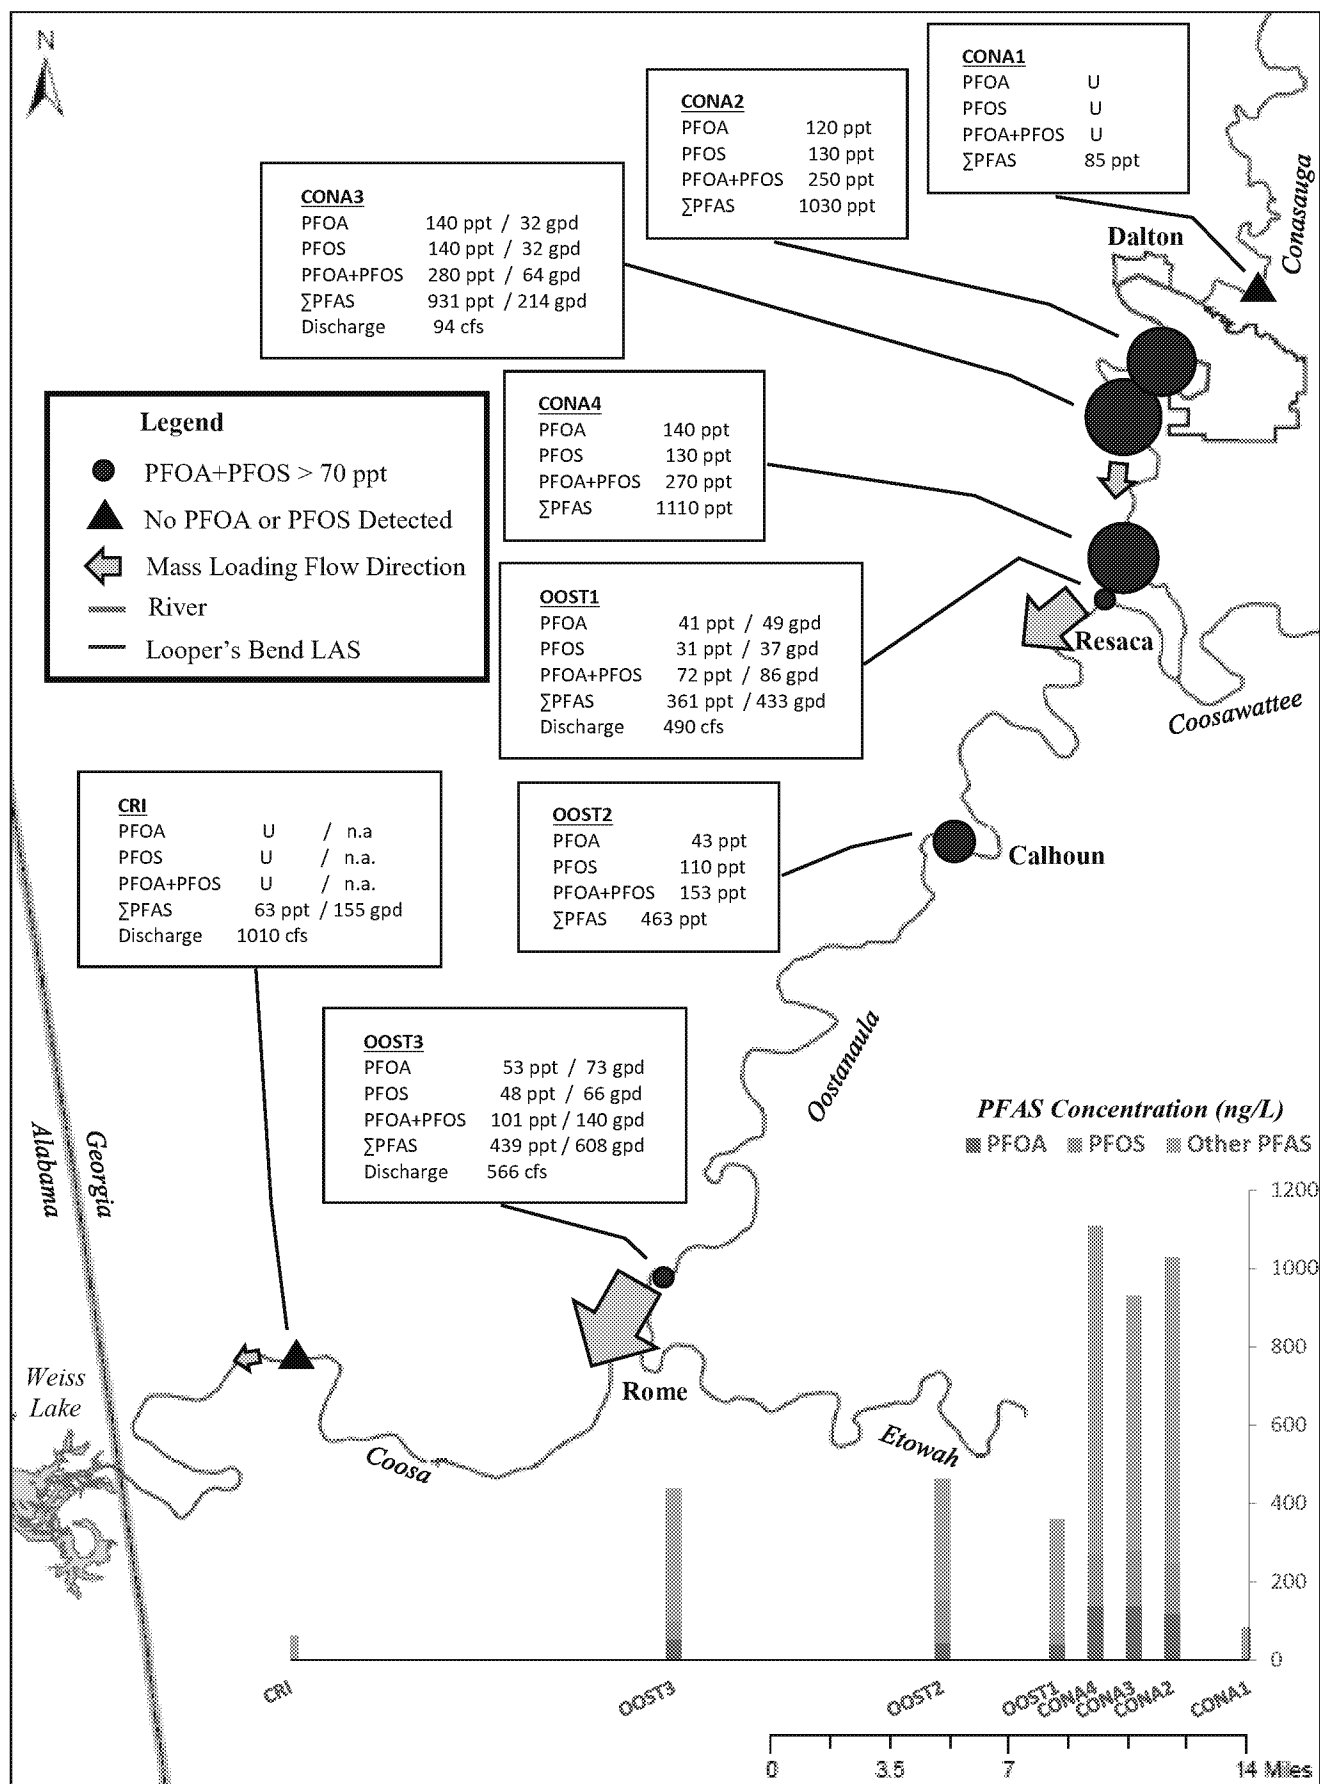 N
CONA1
PFOA U
PFOS U
PFOA+PFOS U
∑PFAS 85 ppt
CONA2
PFOA 120 ppt
PFOS 130 ppt
PFOA+PFOS 250 ppt
∑PFAS 1030 ppt
CONA3
PFOA 140 ppt / 32 gpd
PFOS 140 ppt / 32 gpd
PFOA+PFOS 280 ppt / 64 gpd
∑PFAS 931 ppt / 214 gpd
Discharge 94 cfs
Dalton
Conasauga
Legend
PFOA+PFOS > 70 ppt
No PFOA or PFOS Detected
Mass Loading Flow Direction
River
Looper's Bend LAS
CONA4
PFOA 140 ppt
PFOS 130 ppt
PFOA+PFOS 270 ppt
∑PFAS 1110 ppt
OOST1
PFOA 41 ppt / 49 gpd
PFOS 31 ppt / 37 gpd
PFOA+PFOS 72 ppt / 86 gpd
∑PFAS 361 ppt / 433 gpd
Discharge 490 cfs
Resaca
Coosawattee
CRI
PFOA U / n.a
PFOS U / n.a.
PFOA+PFOS U / n.a.
∑PFAS 63 ppt / 155 gpd
Discharge 1010 cfs
OOST2
PFOA 43 ppt
PFOS 110 ppt
PFOA+PFOS 153 ppt
∑PFAS 463 ppt
Calhoun
OOST3
PFOA 53 ppt / 73 gpd
PFOS 48 ppt / 66 gpd
PFOA+PFOS 101 ppt / 140 gpd
∑PFAS 439 ppt / 608 gpd
Discharge 566 cfs
Oostanaula
Alabama
Georgia
Weiss
Lake
Rome
Coosa
Etowah
PFAS Concentration (ng/L)
PFOA PFOS Other PFAS
1200
1000
800
600
400
200
0
CRI OOST3 OOST2 OOST1 CONA4 CONA3 CONA2 CONA1
0 3.5 7 14 Miles